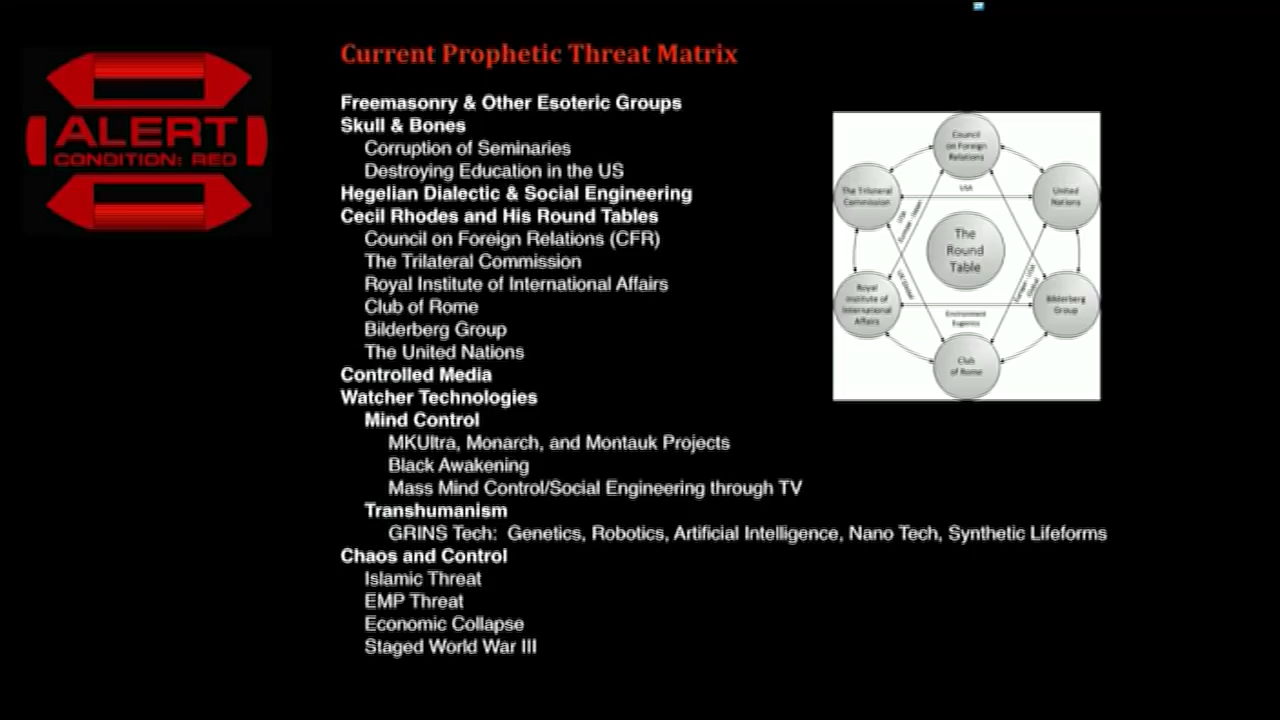 Current Prophetic Threat Matrix
ALERT
CONDITION: RED
Freemasonry & Other Esoteric Groups
Skull & Bones
Corruption of Seminaries
Destroying Education in the US
Hegelian Dialectic & Social Engineering
Cecil Rhodes and His Round Tables
Council on Foreign Relations (CFR)
The Trilateral Commission
Royal Institute of International Affairs
Club of Rome
Bilderberg Group
The United Nations
Controlled Media
Watcher Technologies
Mind Control
MKUltra, Monarch, and Montauk Projects
Black Awakening
Mass Mind Control/Social Engineering through TV
Transhumanism
GRINS Tech: Genetics, Robotics, Artificial Intelligence, Nano Tech, Synthetic Lifeforms
Chaos and Control
Islamic Threat
EMP Threat
Economic Collapse
Staged World War III
Council
on Foreign
Relations
The Trilateral
Commission
USA
United
Nations
The
Round
Table
Royal
Institute of
International
Affairs
Bilderberg
Group
Environment
Eugenics
Club
of Rome